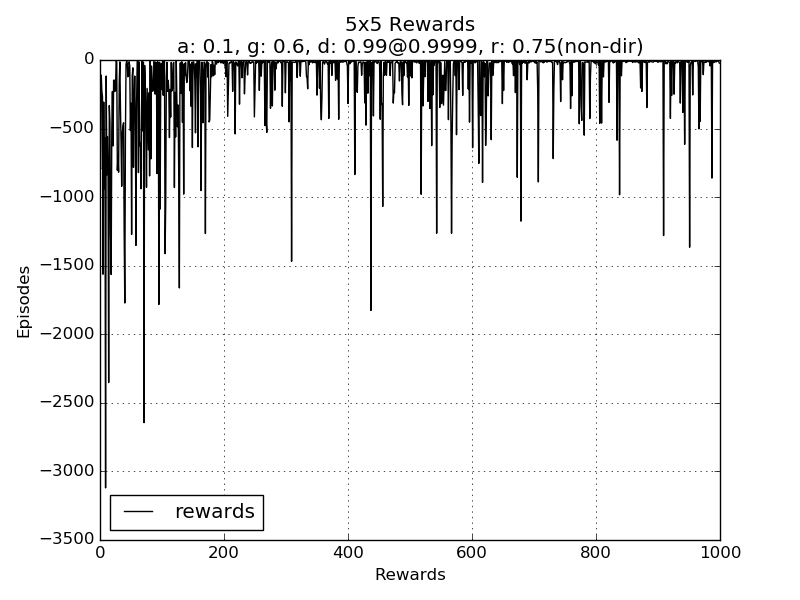 5x5 Rewards
a: 0.1, g: 0.6, d: 0.99@0.9999, r: 0.75(non-dir)
0
−500
−1000
−1500
−2000
−2500
−3000
−3500
Episodes
rewards
0 200 400 600 800 1000
Rewards